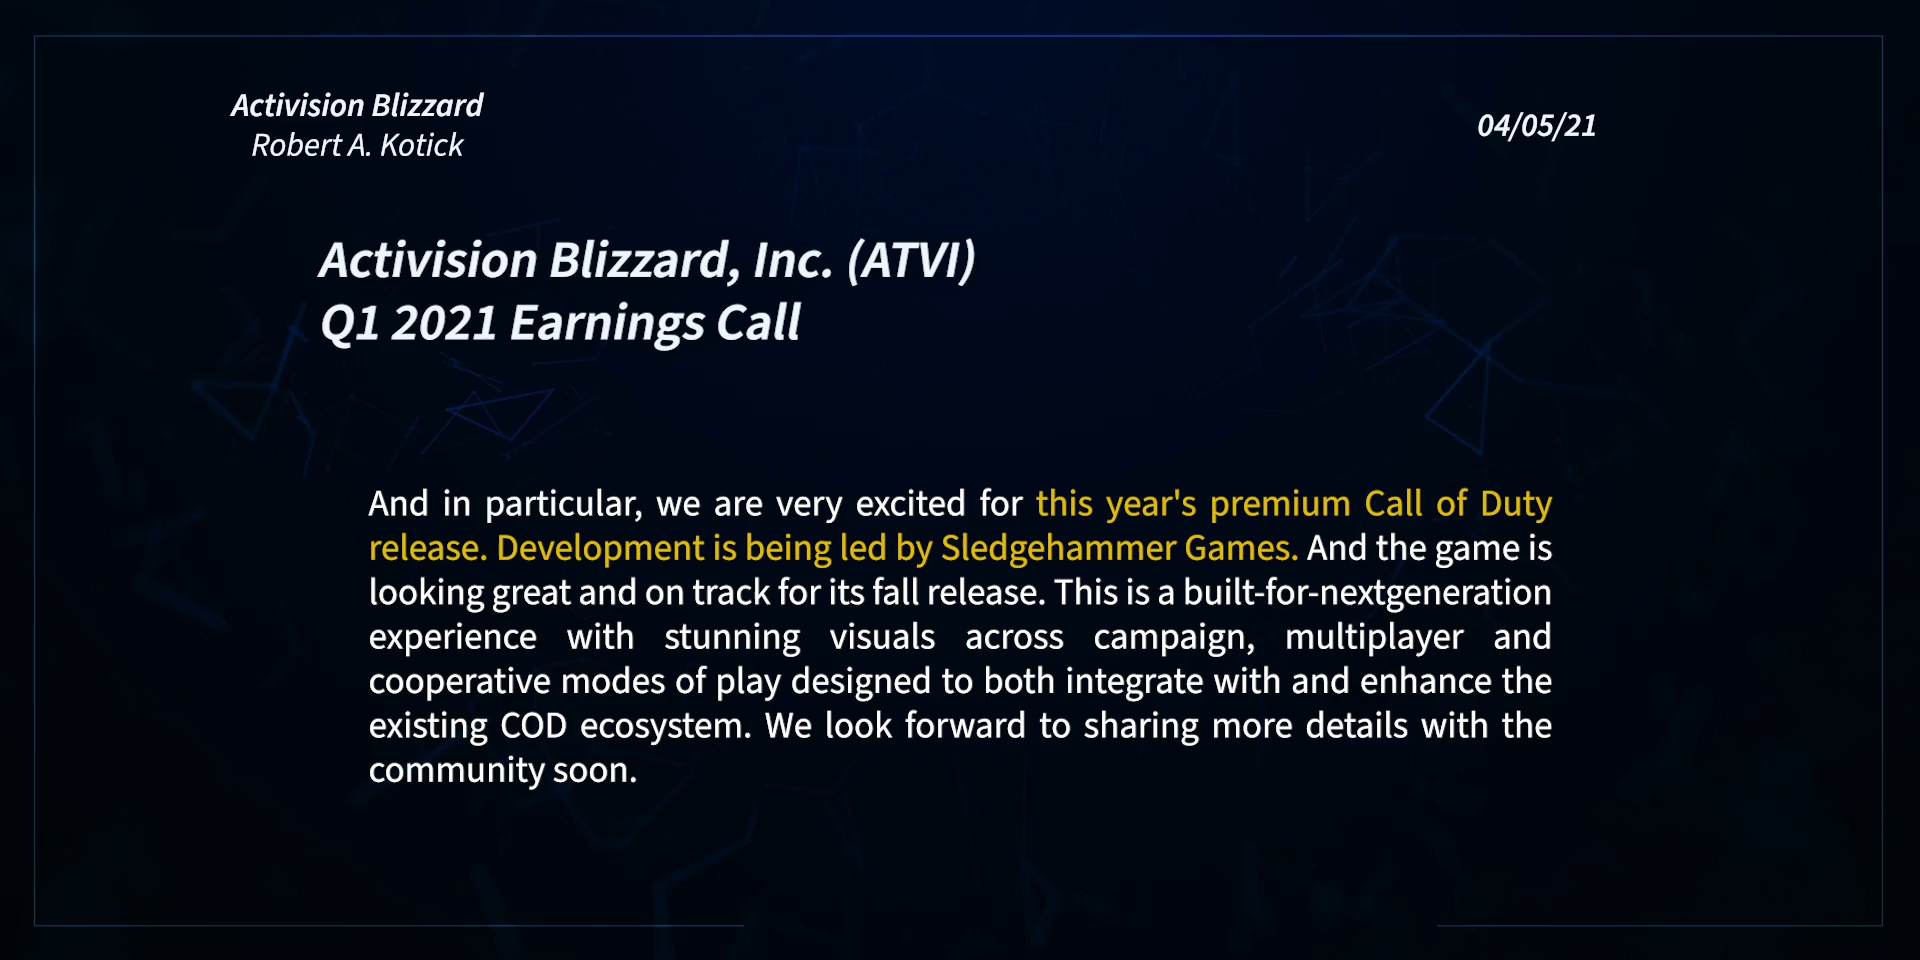 Activision Blizzard
Robert A. Kotick
04/05/21
Activision Blizzard, Inc. (ATVI)
Q1 2021 Earnings Call
And in particular, we are very excited for this year's premium Call of Duty
release. Development is being led by Sledgehammer Games. And the game is
looking great and on track for its fall release. This is a built-for-nextgeneration
experience with stunning visuals across campaign, multiplayer and
cooperative modes of play designed to both integrate with and enhance the
existing COD ecosystem. We look forward to sharing more details with the
community soon.